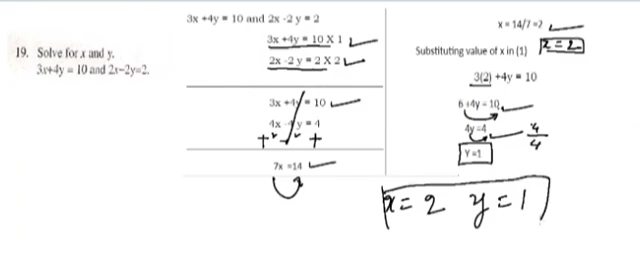 19. Solve for x and y.
3x+4y = 10 and 2x-2y=2.
3x +4y = 10 and 2x -2 y = 2
3x +4y = 10 X 1
2x -2 y = 2 X 2
3x +4y = 10
4x -4y = 4
+ +
7x =14
x = 14/7 =2
Substituting value of x in (1) x=2
3(2) +4y = 10
6 +4y = 10
4y =4 4/4
Y =1
x=2 y=1